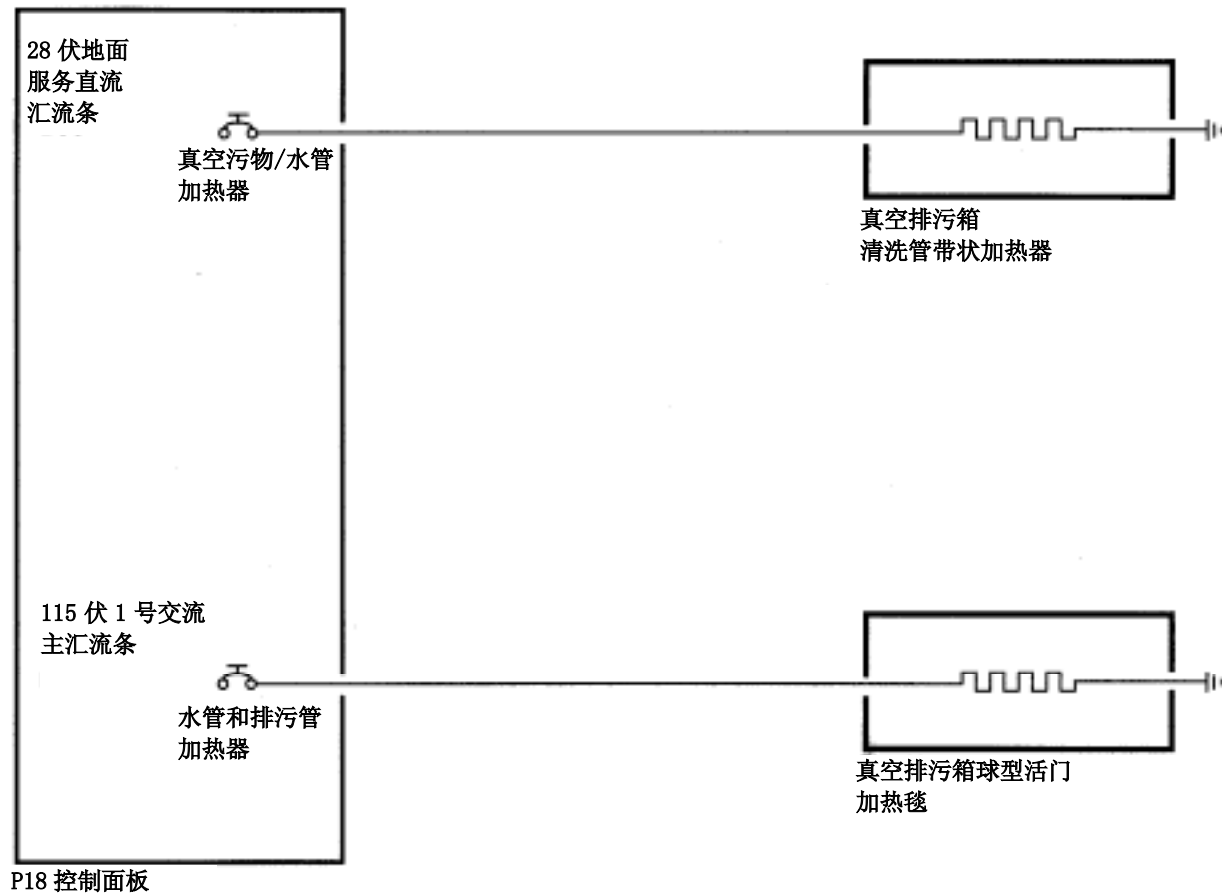 28 伏地面
服务直流
汇流条
真空污物/水管
加热器
真空排污箱
清洗管带状加热器
115 伏 1 号交流
主汇流条
水管和排污管
加热器
真空排污箱球型活门
加热毯
P18 控制面板